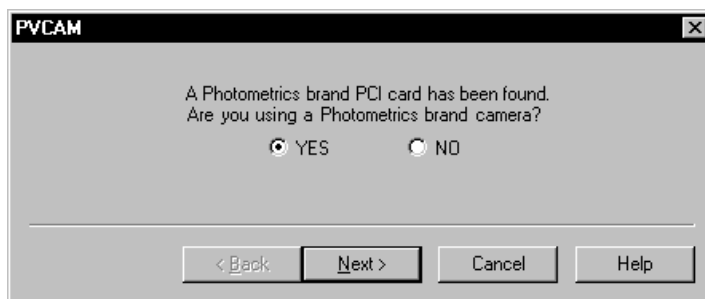 PVCAM
A Photometrics brand PCI card has been found.
Are you using a Photometrics brand camera?
YES NO
< Back Next > Cancel Help